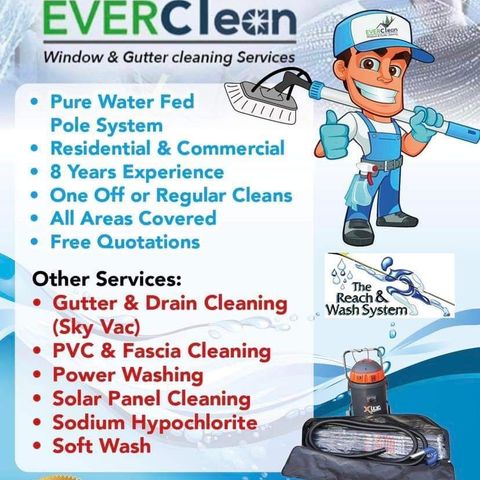 EVERClean
Window & Gutter cleaning Services
EVERClean
• Pure Water Fed
Pole System
• Residential & Commercial
• 8 Years Experience
• One Off or Regular Cleans
• All Areas Covered
• Free Quotations
The
Reach &
Wash System
Other Services:
• Gutter & Drain Cleaning
(Sky Vac)
• PVC & Fascia Cleaning
• Power Washing
• Solar Panel Cleaning
• Sodium Hypochlorite
• Soft Wash